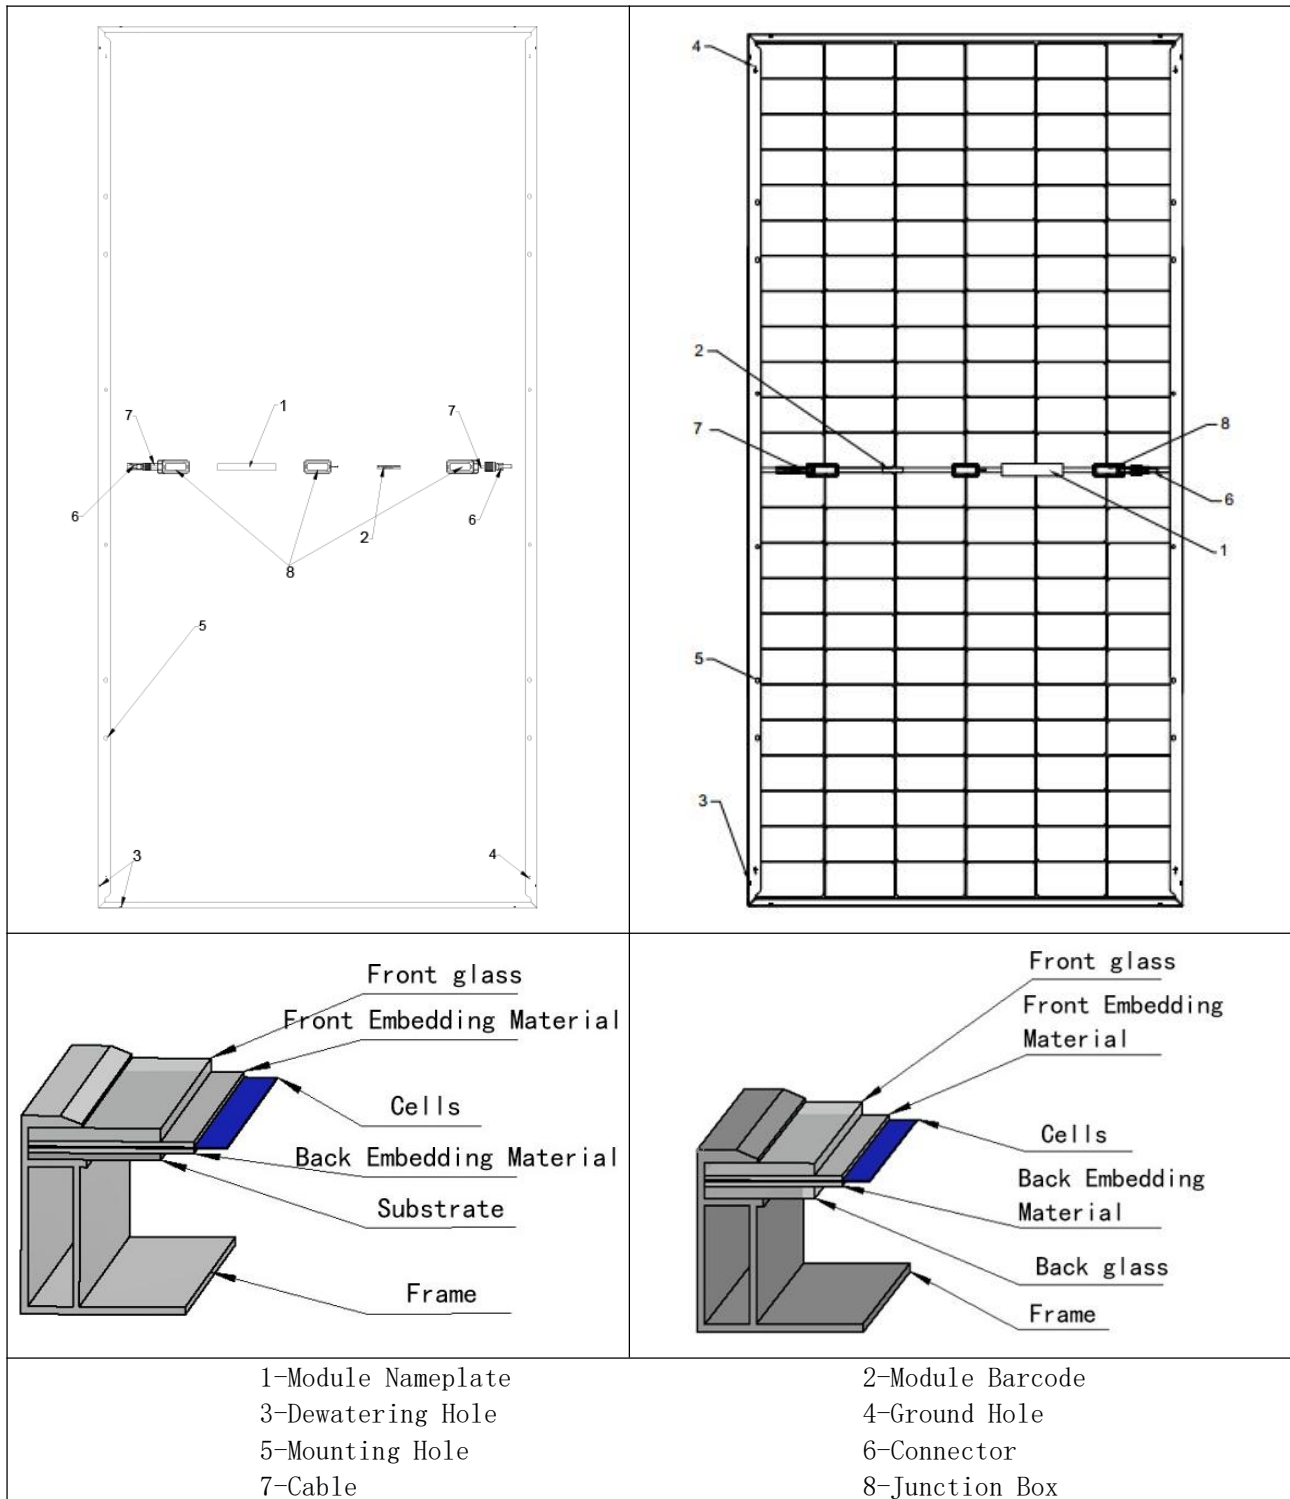 1
7
7
6
6
2
8
5
3
4
4
2
7
8
6
1
5
3
Front glass
Front Embedding Material
Cells
Back Embedding Material
Substrate
Frame
Front glass
Front Embedding
Material
Cells
Back Embedding
Material
Back glass
Frame
1-Module Nameplate 2-Module Barcode
3-Dewatering Hole 4-Ground Hole
5-Mounting Hole 6-Connector
7-Cable 8-Junction Box